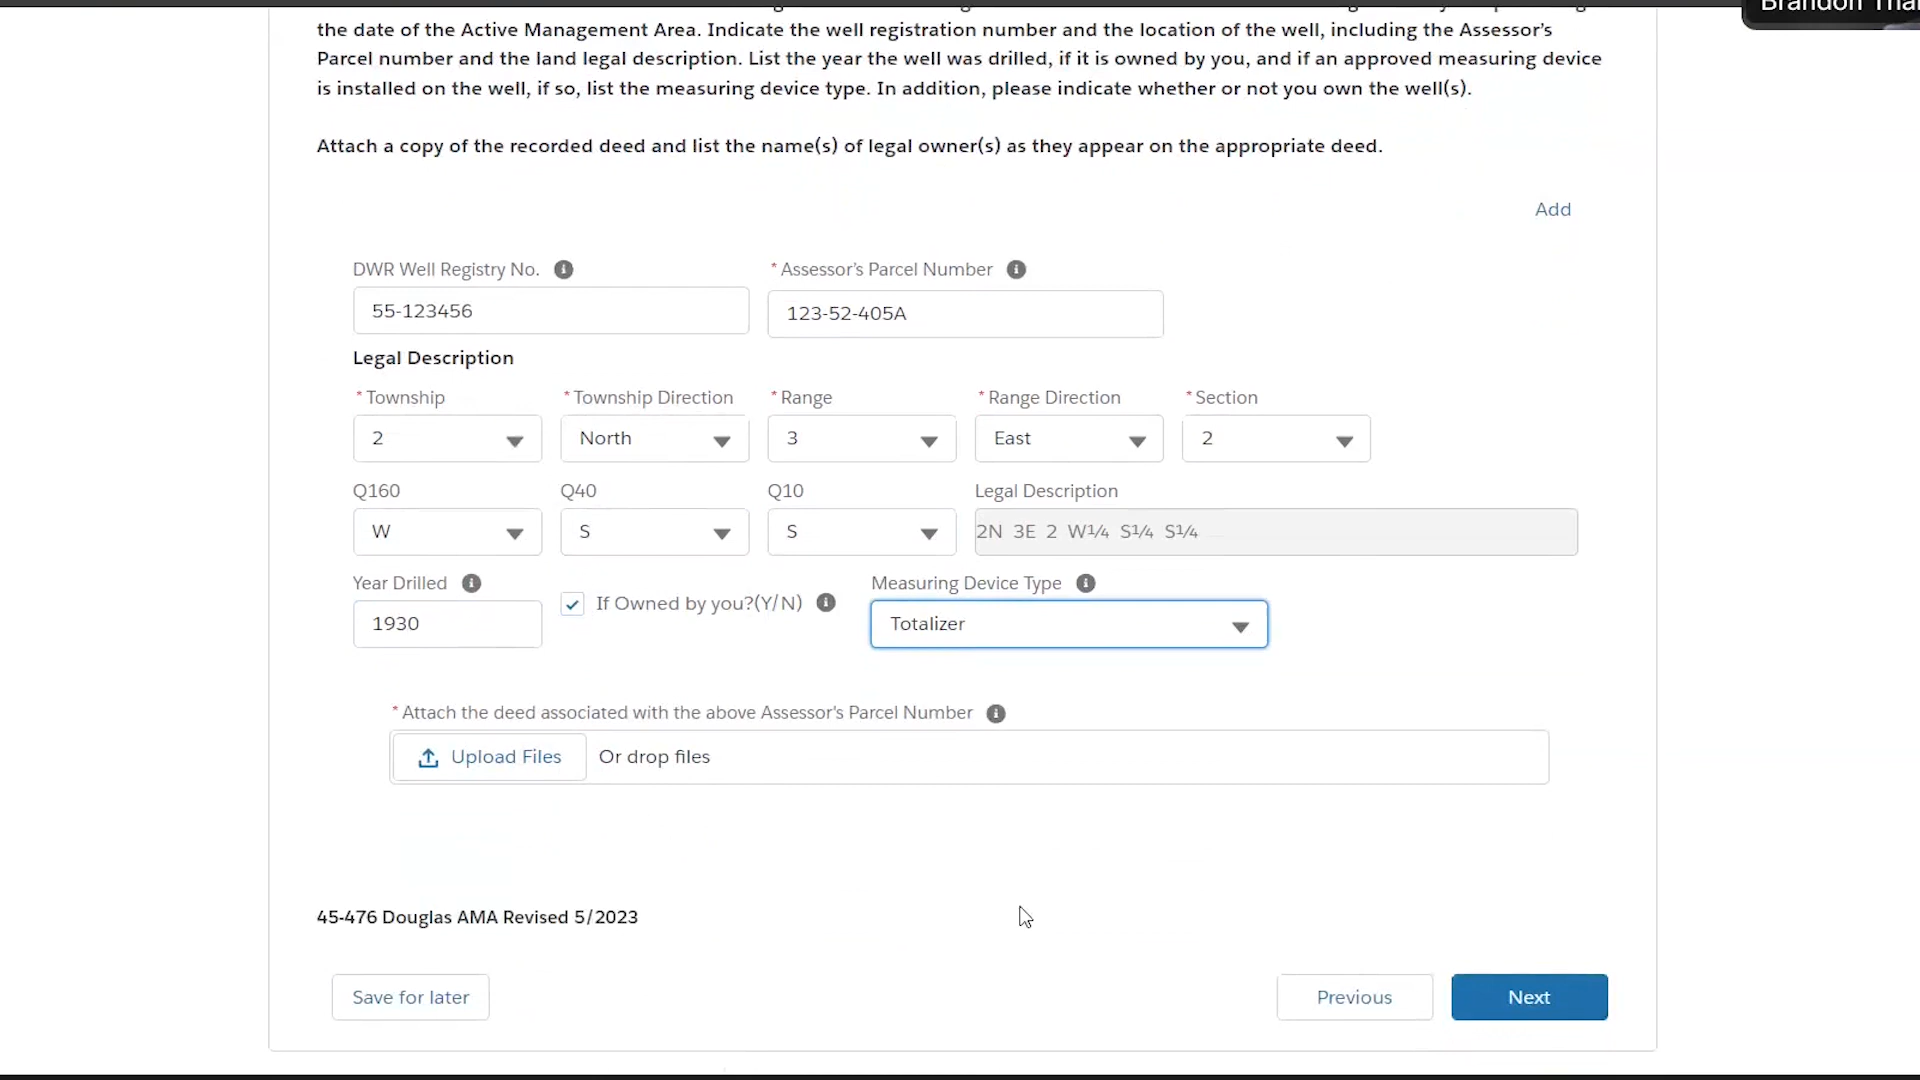 Brandon Tha
the date of the Active Management Area. Indicate the well registration number and the location of the well, including the Assessor's
Parcel number and the land legal description. List the year the well was drilled, if it is owned by you, and if an approved measuring device
is installed on the well, if so, list the measuring device type. In addition, please indicate whether or not you own the well(s).
Attach a copy of the recorded deed and list the name(s) of legal owner(s) as they appear on the appropriate deed.
Add
DWR Well Registry No. * Assessor's Parcel Number
55-123456 123-52-405A
Legal Description
* Township * Township Direction * Range * Range Direction * Section
2 North 3 East 2
Q160 Q40 Q10 Legal Description
W S S 2N 3E 2 W¼ S¼ S¼
Year Drilled If Owned by you?(Y/N) Measuring Device Type
1930 Totalizer
* Attach the deed associated with the above Assessor's Parcel Number
Upload Files Or drop files
45-476 Douglas AMA Revised 5/2023
Save for later Previous Next